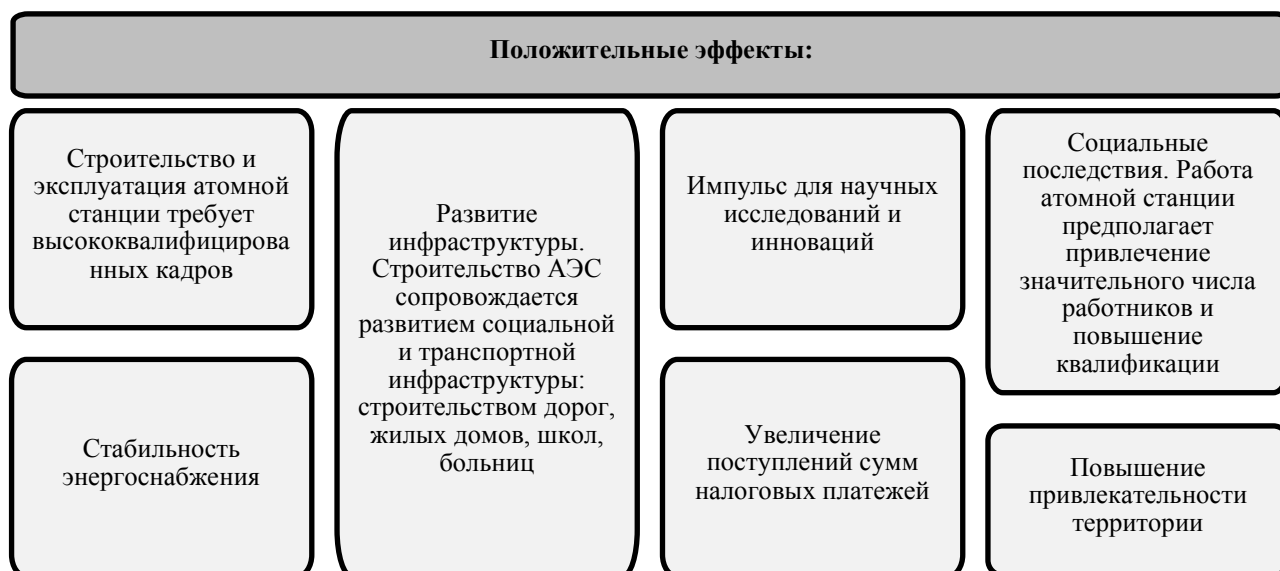 Положительные эффекты:
Строительство и
эксплуатация атомной
станции требует
высококвалифицирова
нных кадров
Стабильность
энергоснабжения
Развитие
инфраструктуры.
Строительство АЭС
сопровождается
развитием социальной
и транспортной
инфраструктуры:
строительством дорог,
жилых домов, школ,
больниц
Импульс для научных
исследований и
инноваций
Увеличение
поступлений сумм
налоговых платежей
Социальные
последствия. Работа
атомной станции
предполагает
привлечение
значительного числа
работников и
повышение
квалификации
Повышение
привлекательности
территории